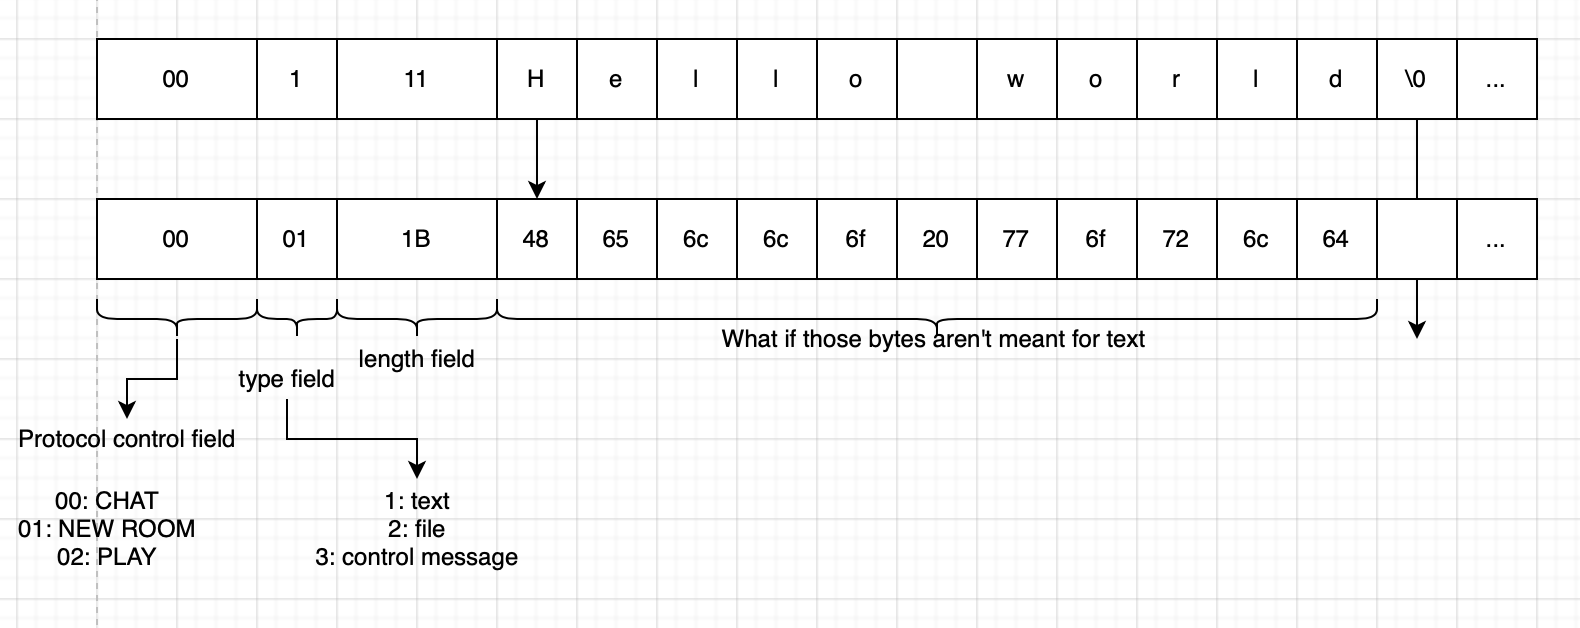 00 1 11 H e l l o w o r l d \0 ...
00 01 1B 48 65 6c 6c 6f 20 77 6f 72 6c 64 ...
What if those bytes aren't meant for text
length field
type field
Protocol control field
00: CHAT
01: NEW ROOM
02: PLAY
1: text
2: file
3: control message